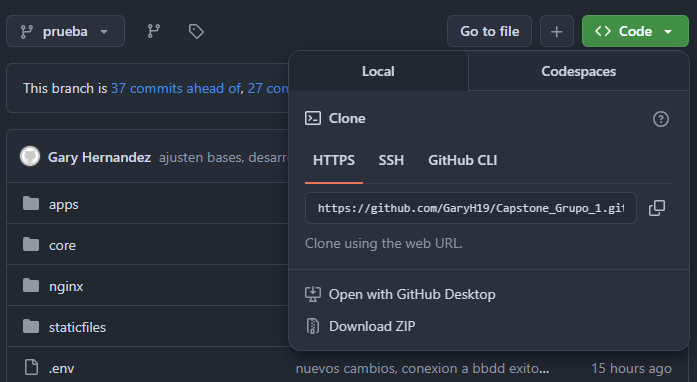 prueba
Go to file
Code
Local
Codespaces
This branch is 37 commits ahead of, 27 com
Clone
Gary Hernandez ajusten bases, desarr
HTTPS
SSH
GitHub CLI
apps
https://github.com/GaryH19/Capstone_Grupo_1.git
core
Clone using the web URL.
nginx
Open with GitHub Desktop
staticfiles
Download ZIP
.env nuevos cambios, conexion a bbdd exito... 15 hours ago